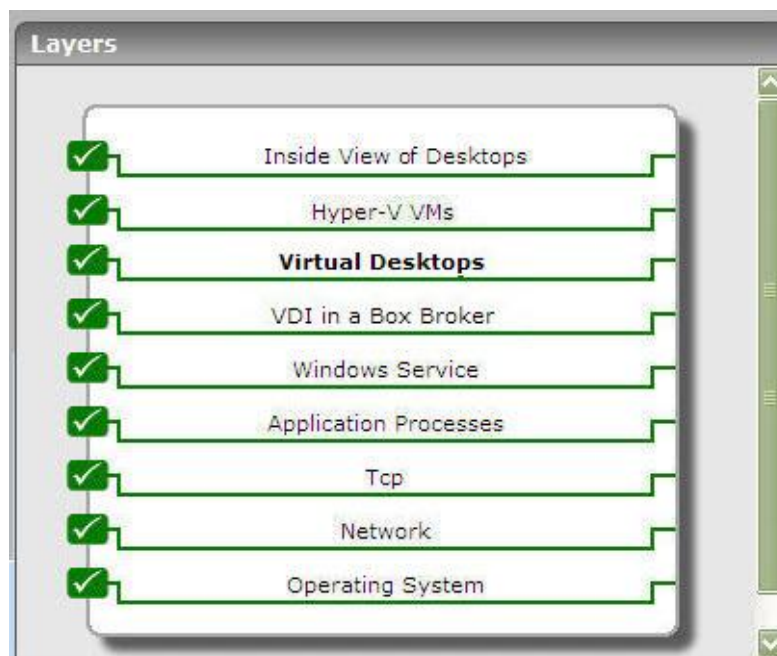 Layers
Inside View of Desktops
Hyper-V VMs
Virtual Desktops
VDI in a Box Broker
Windows Service
Application Processes
Tcp
Network
Operating System